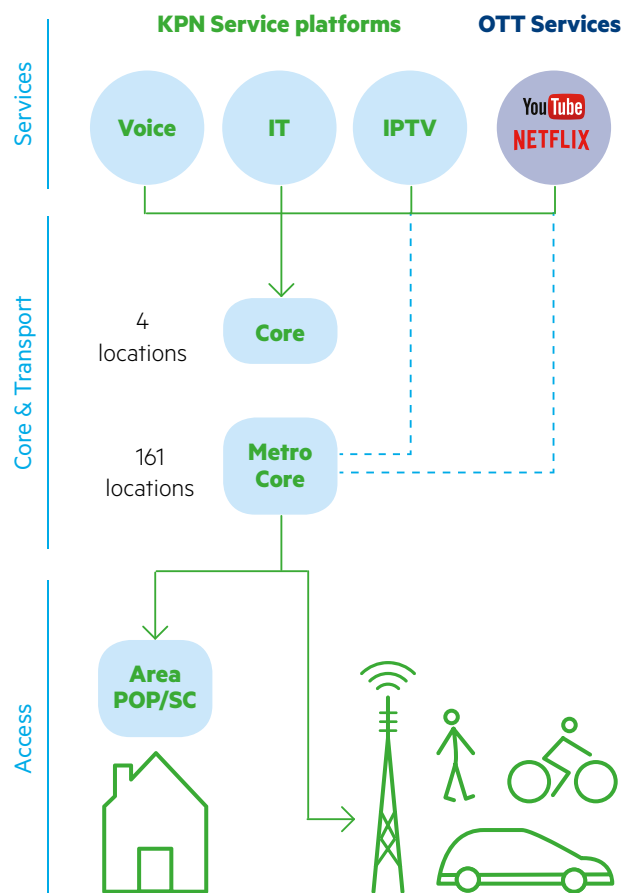 KPN Service platforms
OTT Services
Services
Voice
IT
IPTV
YouTube
NETFLIX
Core & Transport
4
locations
Core
161
locations
Metro
Core
Access
Area
POP/SC